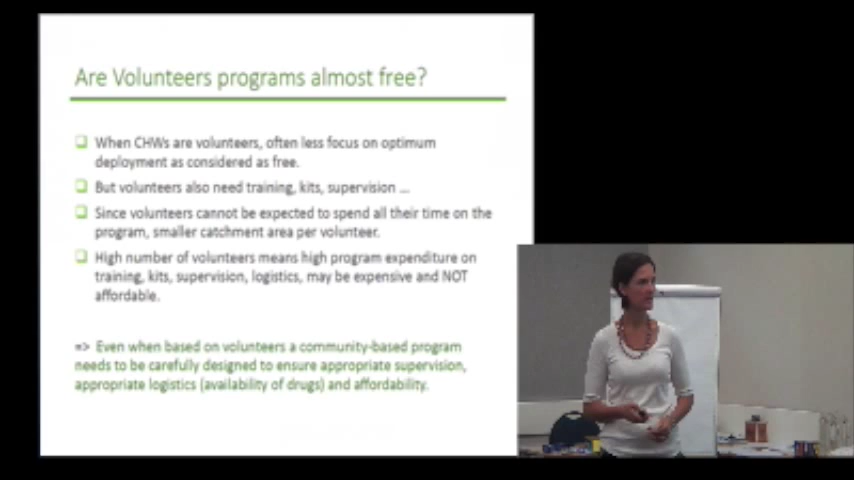 Are Volunteers programs almost free?
When CHWs are volunteers, often less focus on optimum
deployment as considered as free.
But volunteers also need training, kits, supervision ...
Since volunteers cannot be expected to spend all their time on the
program, smaller catchment area per volunteer.
High number of volunteers means high program expenditure on
training, kits, supervision, logistics, may be expensive and NOT
affordable.
=> Even when based on volunteers a community-based program
needs to be carefully designed to ensure appropriate supervision,
appropriate logistics (availability of drugs) and affordability.